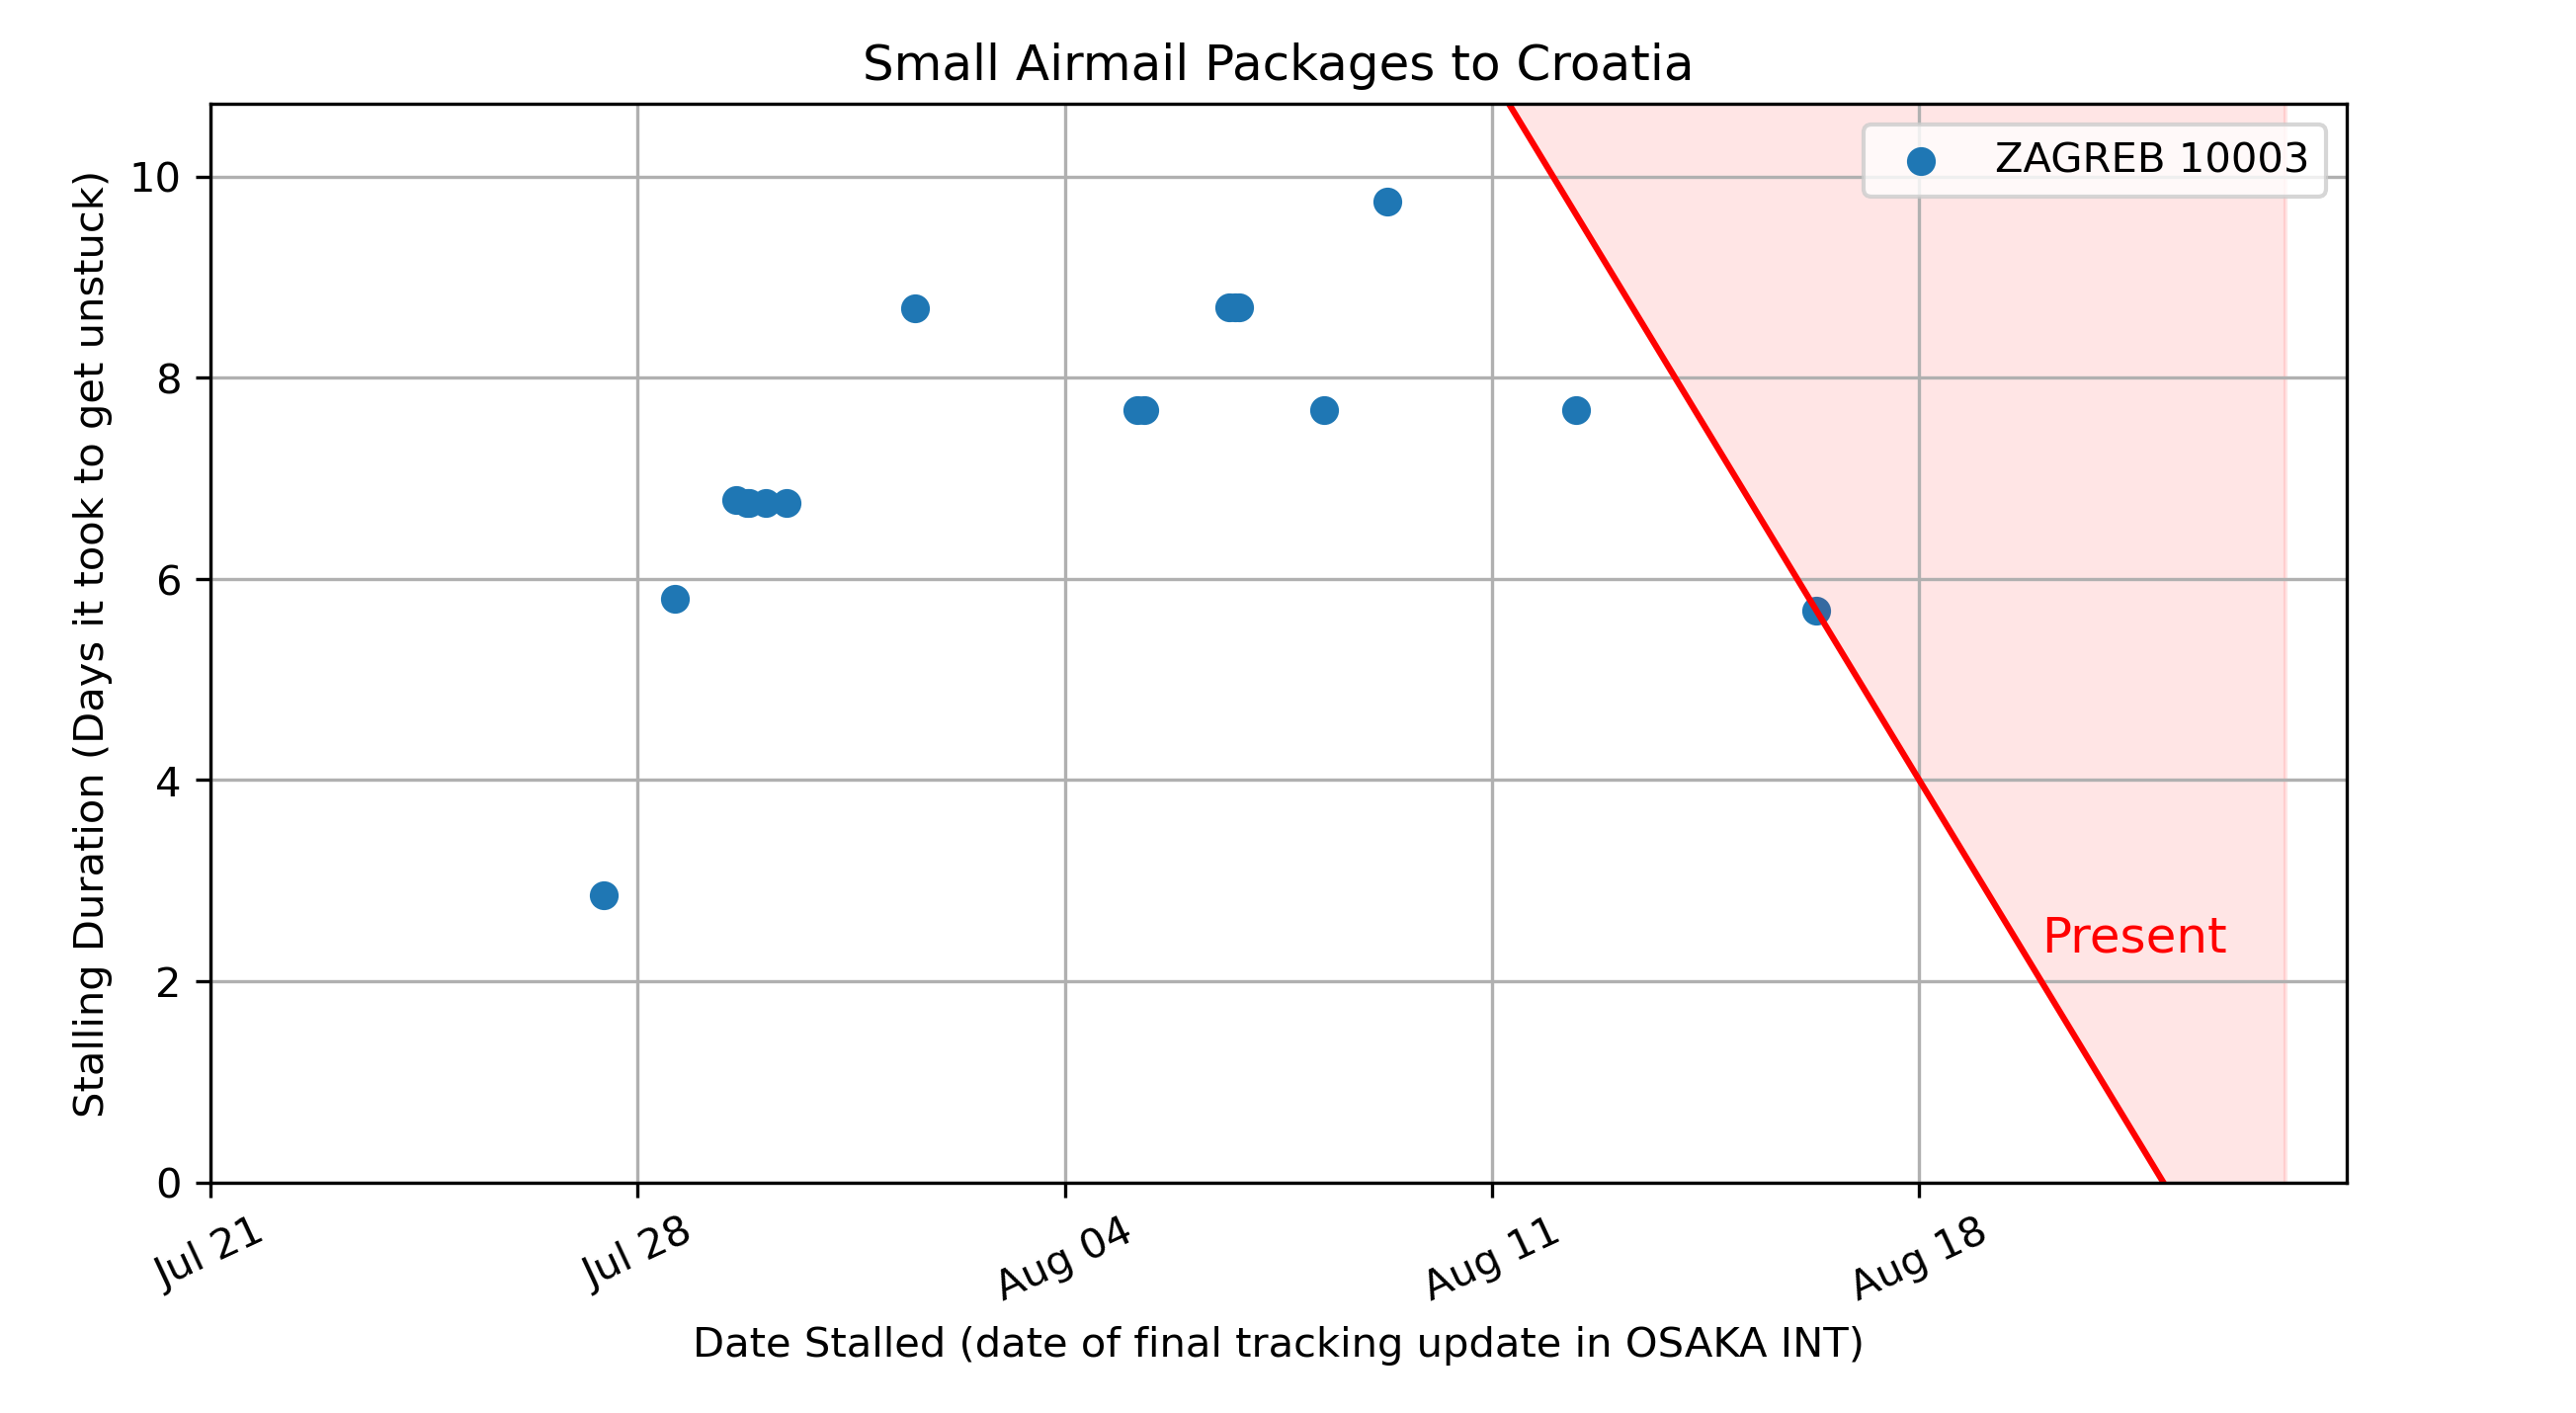 Small Airmail Packages to Croatia
Stalling Duration (Days it took to get unstuck)
10
8
6
4
2
0
ZAGREB 10003
Present
Jul 21
Jul 28
Aug 04
Aug 11
Aug 18
Date Stalled (date of final tracking update in OSAKA INT)